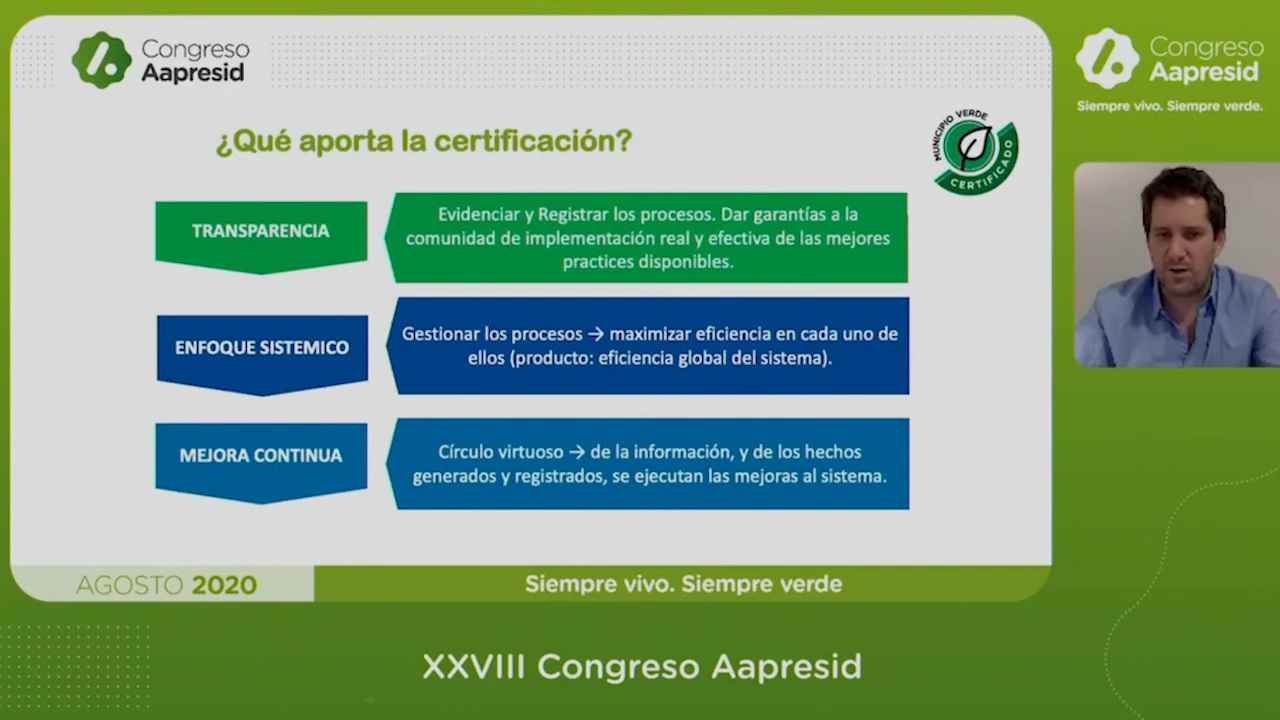 Congreso
Aapresid
¿Qué aporta la certificación?
MUNICIPIO VERDE
CERTIFICADO
TRANSPARENCIA
Evidenciar y Registrar los procesos. Dar garantías a la
comunidad de implementación real y efectiva de las mejores
practices disponibles.
ENFOQUE SISTEMICO
Gestionar los procesos → maximizar eficiencia en cada uno de
ellos (producto: eficiencia global del sistema).
MEJORA CONTINUA
Círculo virtuoso → de la información, y de los hechos
generados y registrados, se ejecutan las mejoras al sistema.
AGOSTO 2020
Siempre vivo. Siempre verde
Congreso
Aapresid
Siempre vivo. Siempre verde.
XXVIII Congreso Aapresid